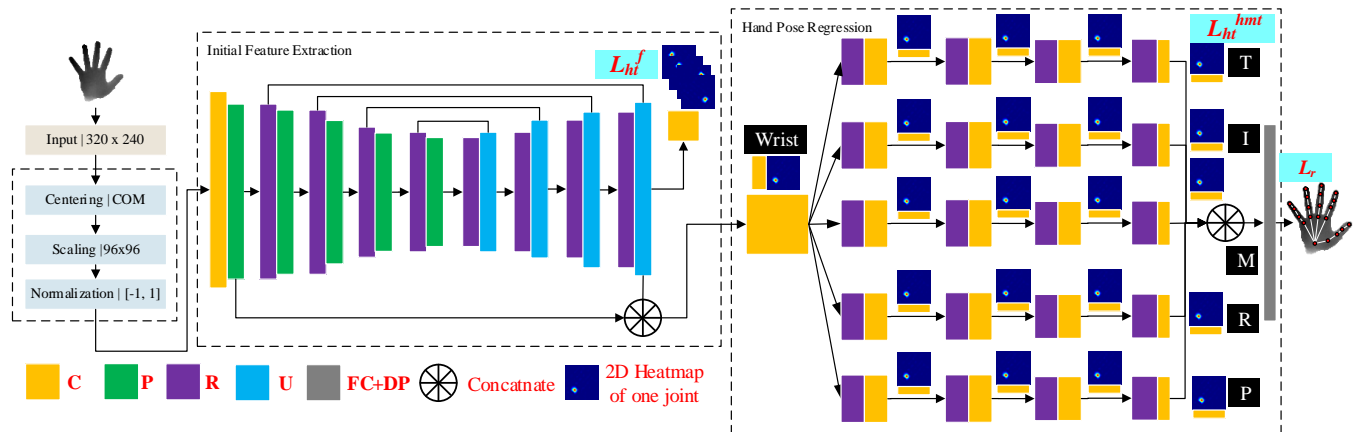 Input | 320 x 240
Centering | COM
Scaling |96x96
Normalization | [-1, 1]
Initial Feature Extraction
L_ht^f
Hand Pose Regression
L_ht^hmt
Wrist
T
I
M
R
P
L_r
C
P
R
U
FC+DP
Concatnate
2D Heatmap
of one joint